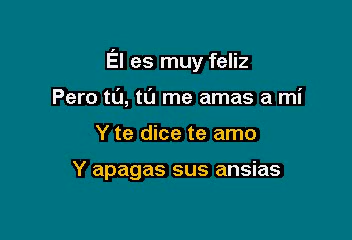 Él es muy feliz
Pero tú, tú me amas a mí
Y te dice te amo
Y apagas sus ansias